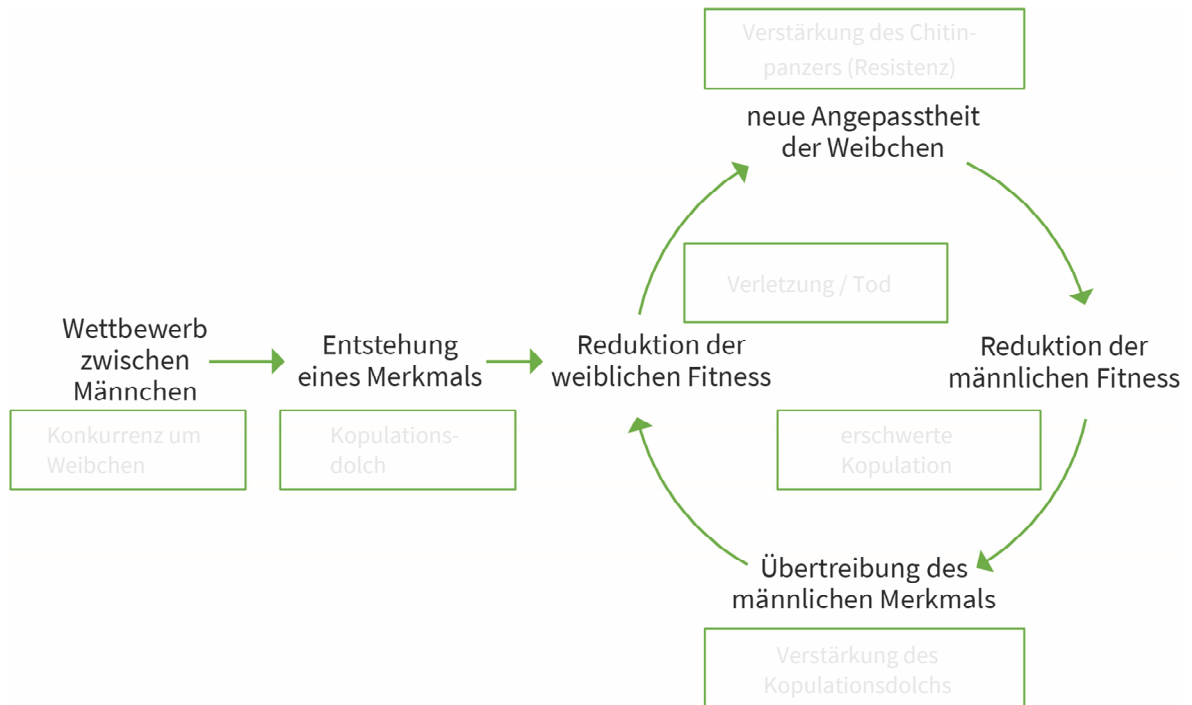 Verstärkung des Chitin-
panzers (Resistenz)
neue Angepasstheit
der Weibchen
Verletzung / Tod
Wettbewerb
zwischen
Männchen
Entstehung
eines Merkmals
Reduktion der
weiblichen Fitness
Reduktion der
männlichen Fitness
Konkurrenz um
Weibchen
Kopulations-
dolch
erschwerte
Kopulation
Übertreibung des
männlichen Merkmals
Verstärkung des
Kopulationsdolchs